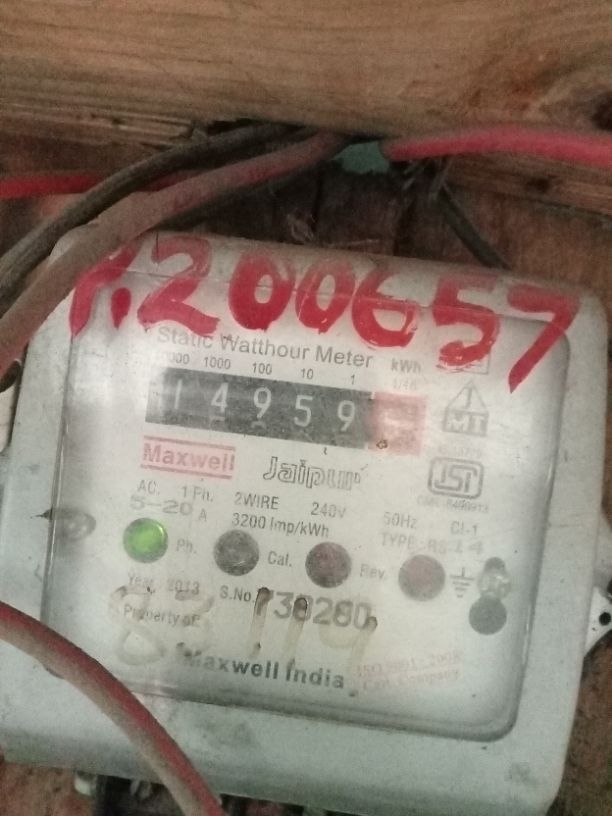 P.200657
Static Watthour Meter kWh
1000 100 10 1
14959
Maxwell Jaipur
AC. 1 Ph. 2WIRE 240V 50Hz Cl-1
5-20 A 3200 Imp/kWh
Ph. Cal. Rev.
Year 2013 S.No. 738280
Property of
Maxwell India